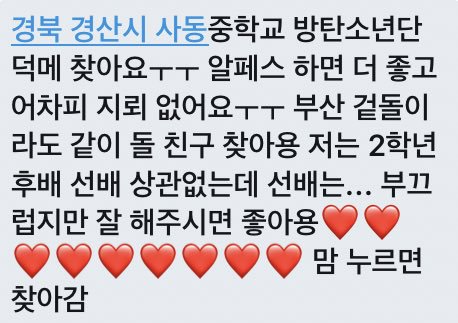 경북 경산시 사동중학교 방탄소년단
덕메 찾아요ㅜㅜ 알페스 하면 더 좋고
어차피 지뢰 없어요ㅜㅜ 부산 겉돌이
라도 같이 돌 친구 찾아용 저는 2학년
후배 선배 상관없는데 선배는... 부끄
럽지만 잘 해주시면 좋아용❤️❤️
❤️❤️❤️❤️❤️❤️❤️ 맘 누르면
찾아감